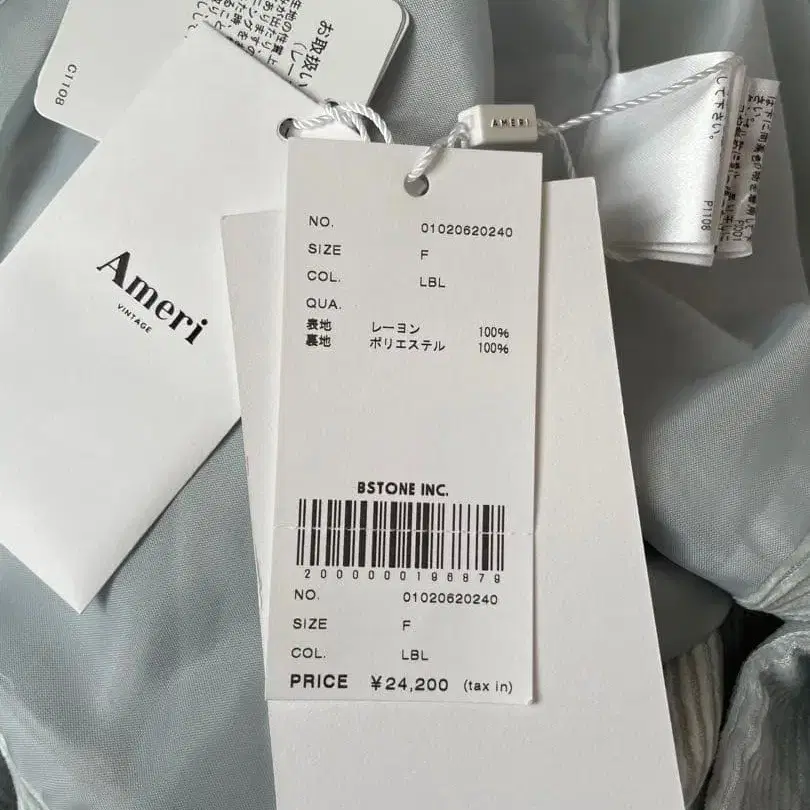 お取扱い
C1108
Ameri
VINTAGE
AMERI
P1108
NO. 01020620240
SIZE F
COL. LBL
QUA.
表地 レーヨン 100%
裏地 ポリエステル 100%
BSTONE INC.
2000000196879
NO. 01020620240
SIZE F
COL. LBL
PRICE ¥24,200 (tax in)